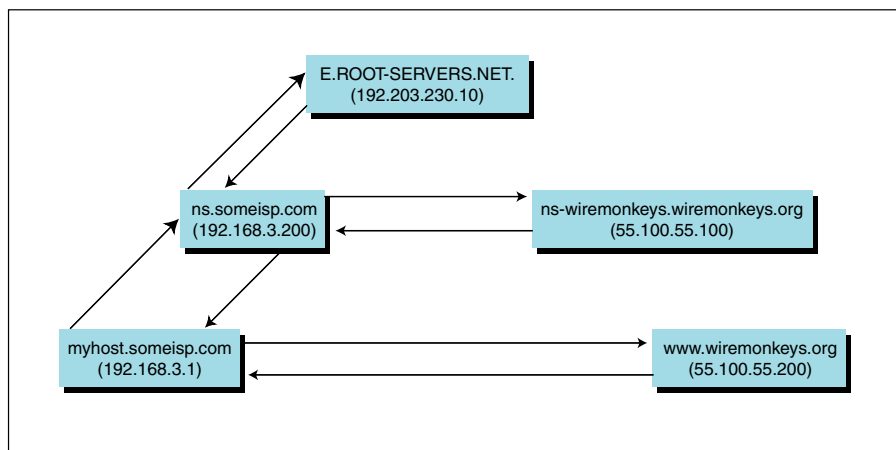 E.ROOT-SERVERS.NET.
(192.203.230.10)
ns.someisp.com
(192.168.3.200)
ns-wiremonkeys.wiremonkeys.org
(55.100.55.100)
myhost.someisp.com
(192.168.3.1)
www.wiremonkeys.org
(55.100.55.200)